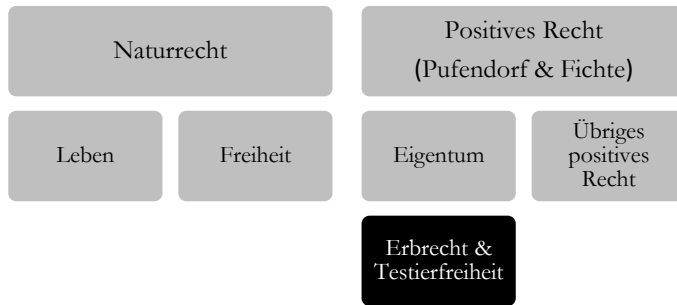 Naturrecht
Positives Recht
(Pufendorf & Fichte)
Leben
Freiheit
Eigentum
Übriges
positives
Recht
Erbrecht &
Testierfreiheit